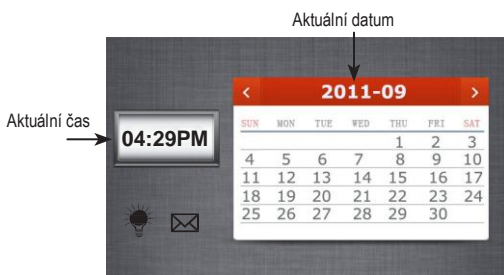 Aktuální datum
< 2011-09 >
Aktuální čas
04:29PM
SUN MON TUE WED THU FRI SAT
1 2 3
4 5 6 7 8 9 10
11 12 13 14 15 16 17
18 19 20 21 22 23 24
25 26 27 28 29 30